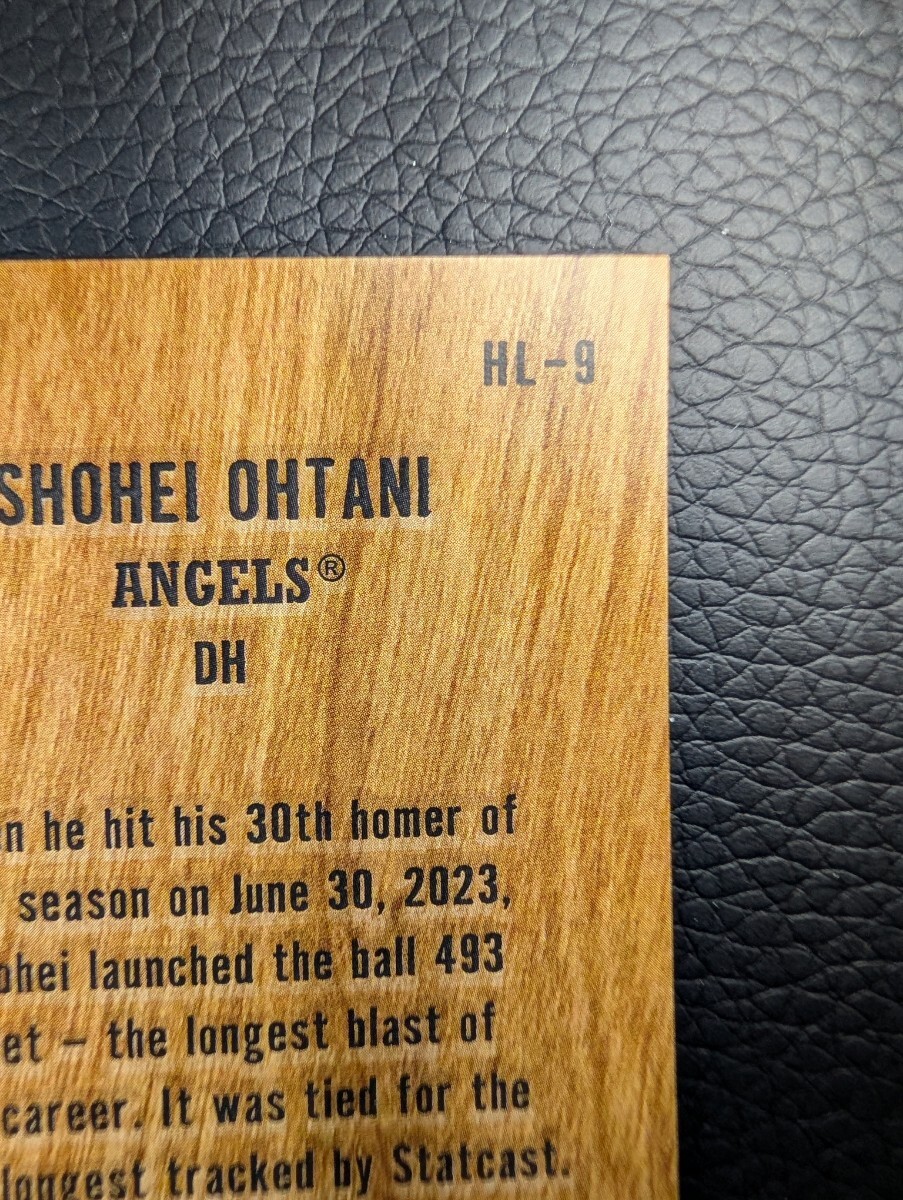 HL-9
SHOHEI OHTANI
ANGELS®
DH
n he hit his 30th homer of
season on June 30, 2023,
ohei launched the ball 493
et – the longest blast of
career. It was tied for the
longest tracked by Statcast.